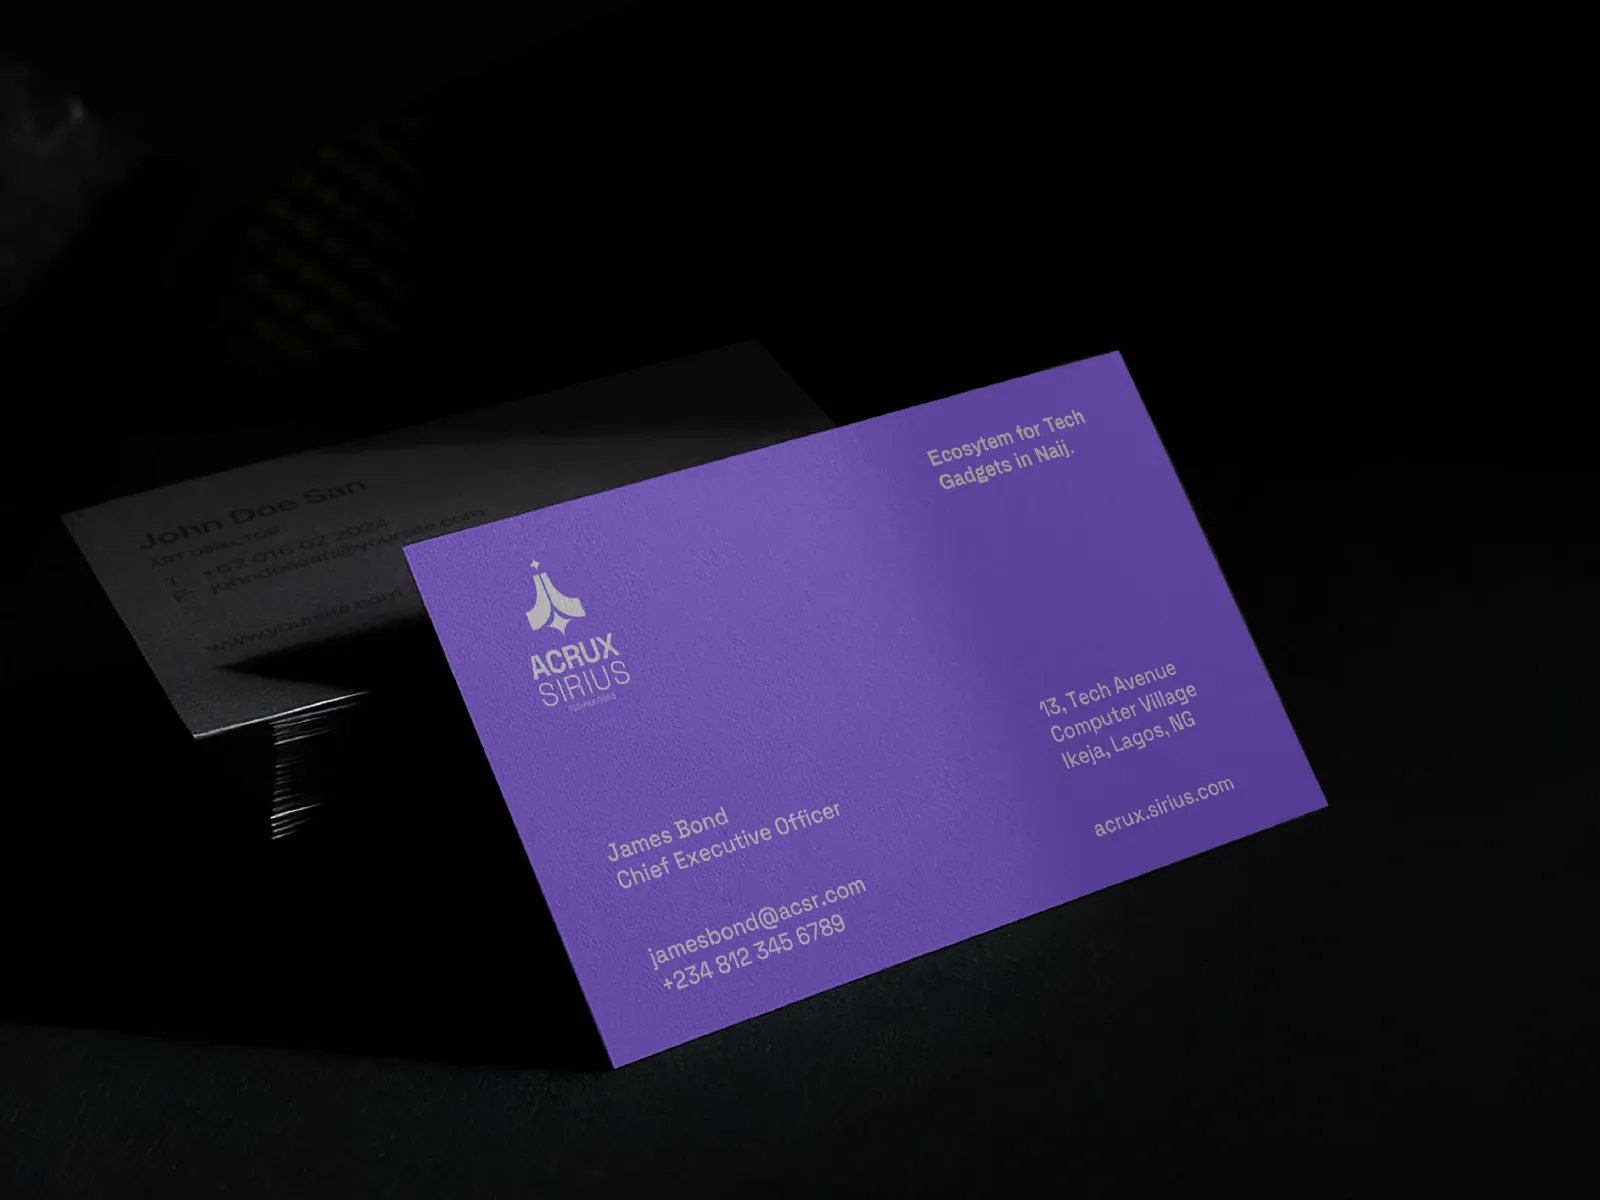 Ecosytem for Tech
Gadgets in Naij.
ACRUX
SIRIUS
TECHNOLOGIES
13, Tech Avenue
Computer Village
Ikeja, Lagos, NG
acrux.sirius.com
James Bond
Chief Executive Officer
jamesbond@acsr.com
+234 812 345 6789
John Doe San
ART DIRECTOR
T. +62 016 02 2024
johndoesan@yoursite.com
www.yoursite.com